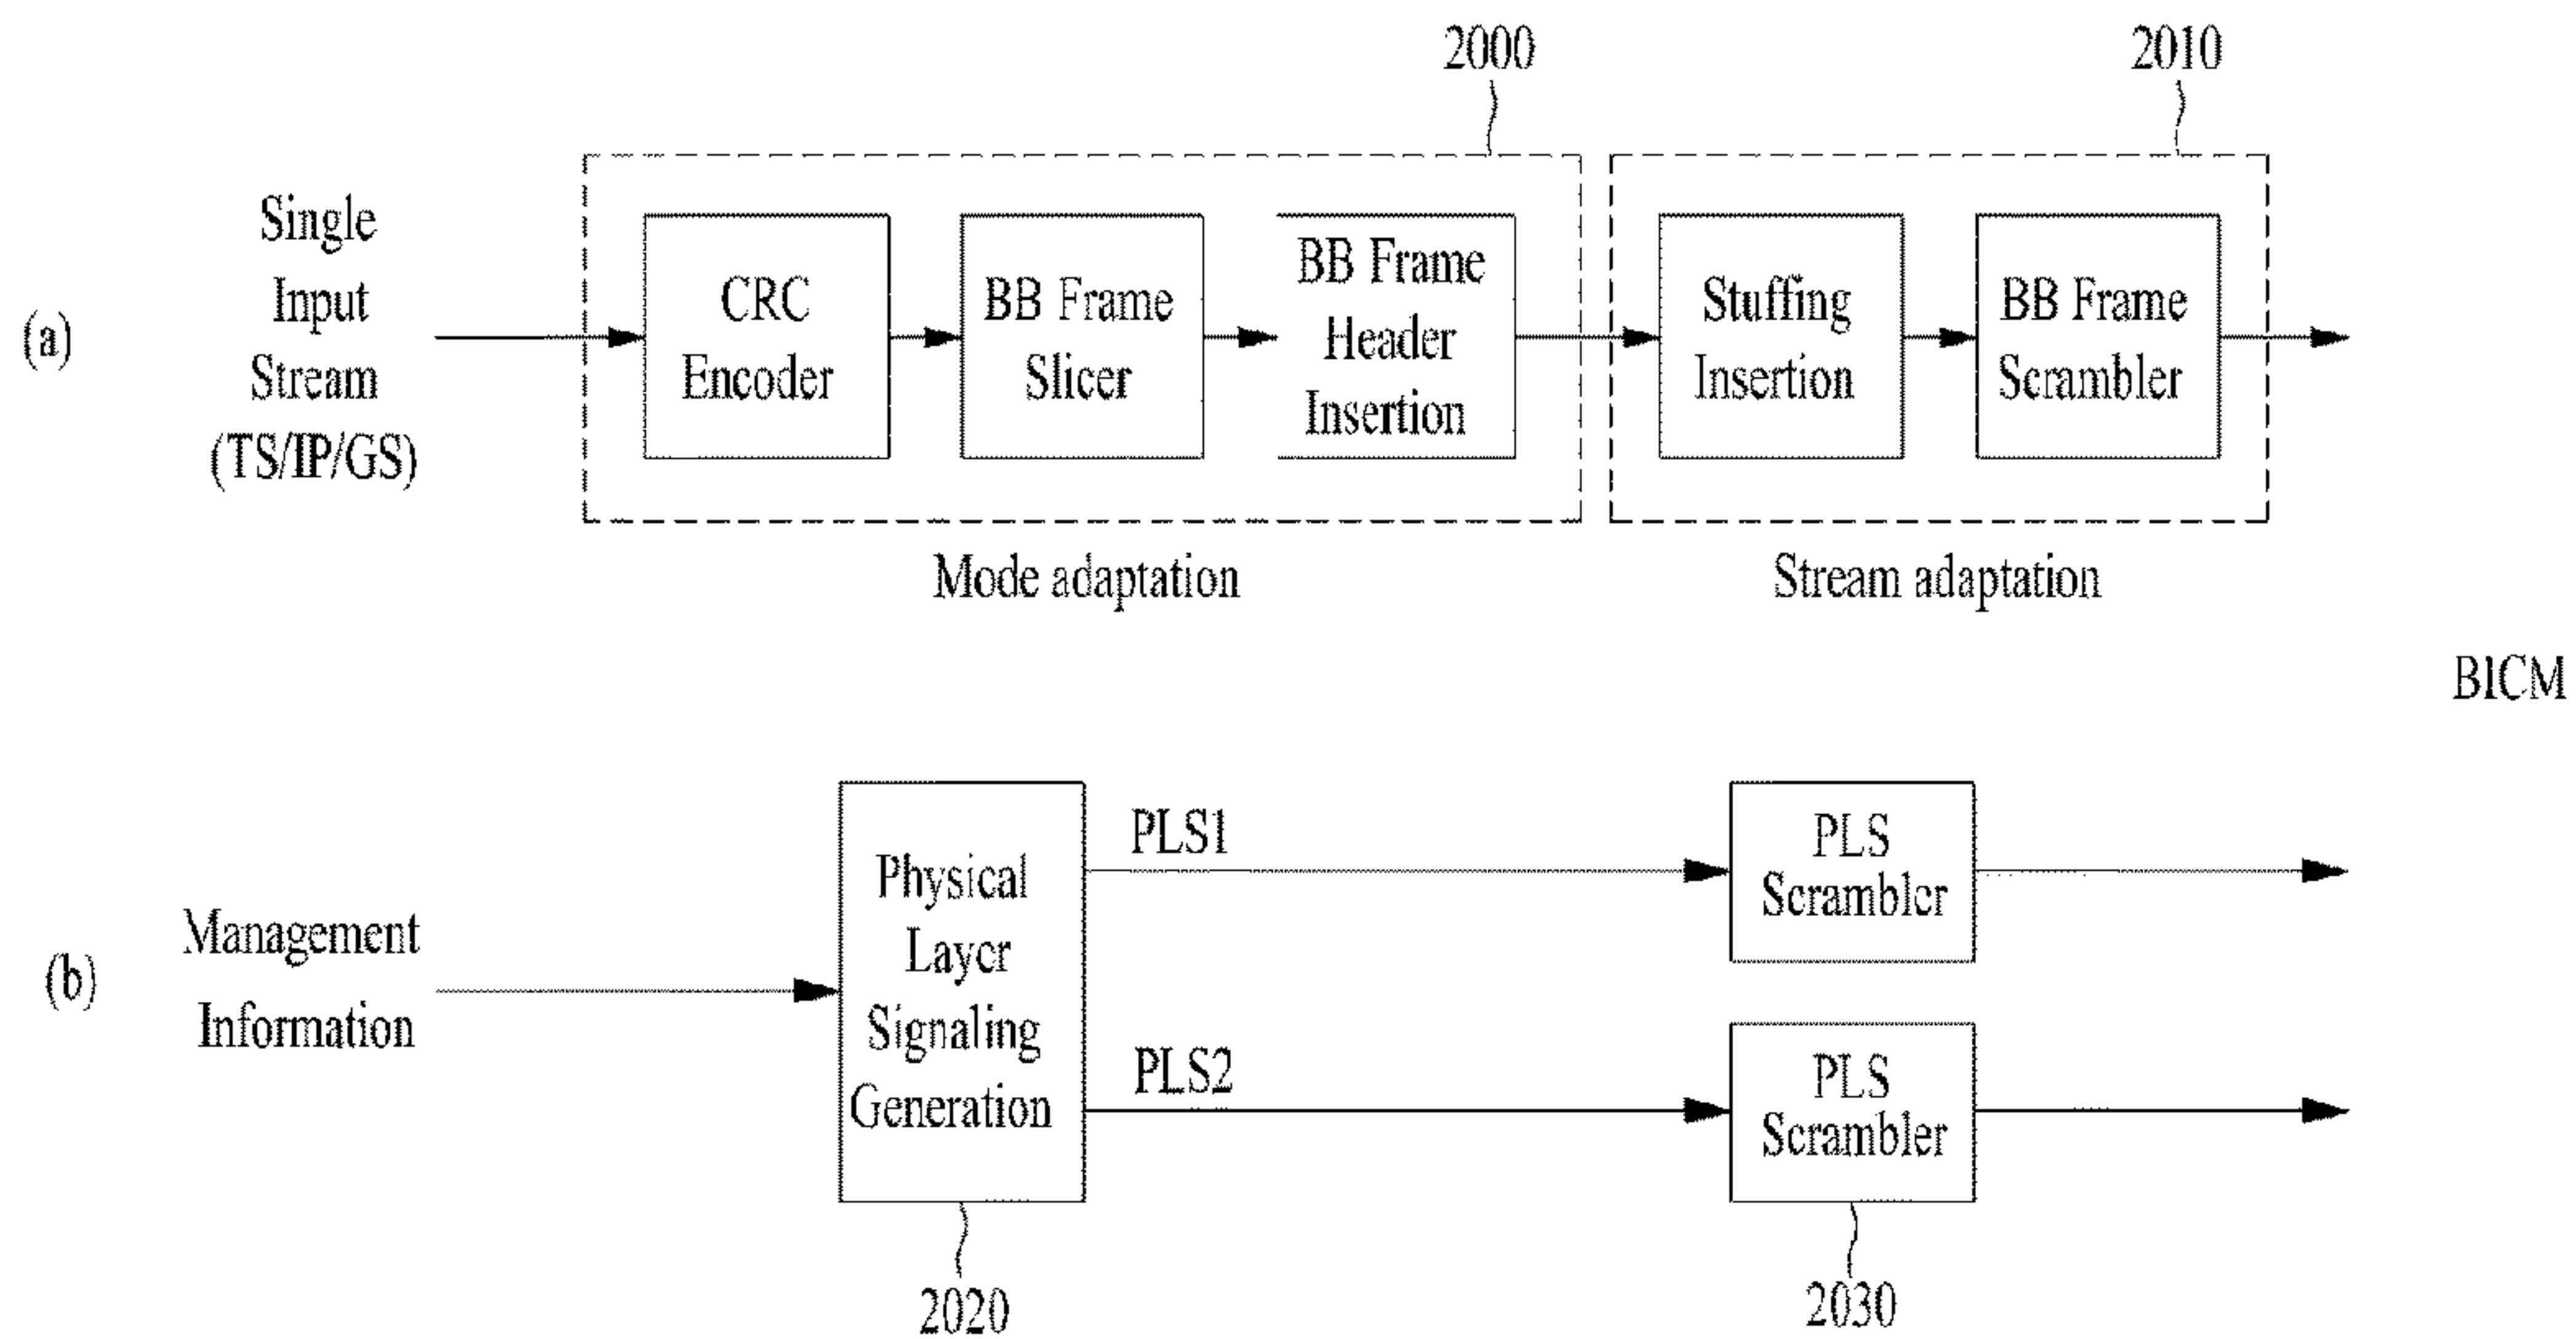 2000
2010
(a)
Single
Input
Stream
(TS/IP/GS)
CRC
Encoder
BB Frame
Slicer
BB Frame
Header
Insertion
Stuffing
Insertion
BB Frame
Scrambler
Mode adaptation
Stream adaptation
BICM
(b)
Management
Information
Physical
Layer
Signaling
Generation
PLS1
PLS2
PLS
Scrambler
PLS
Scrambler
2020
2030